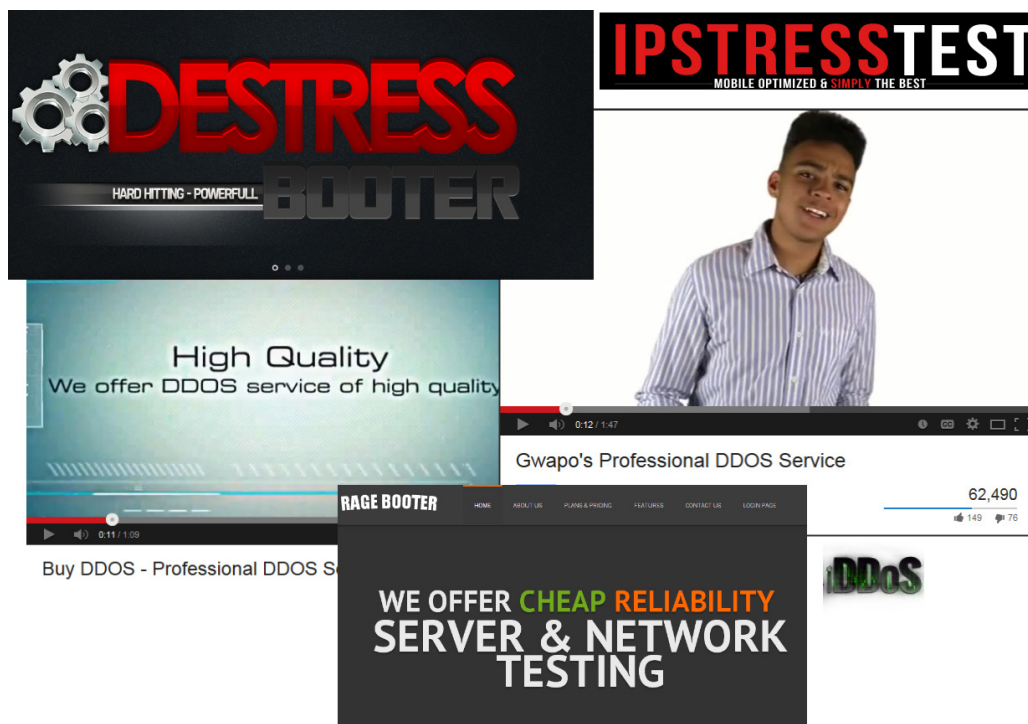 DESTRESS
HARD HITTING - POWERFULL
BOOTER
IPSTRESSTEST
MOBILE OPTIMIZED & SIMPLY THE BEST
High Quality
We offer DDOS service of high quality
0:11 / 1:09
Buy DDOS - Professional DDOS S
0:12 / 1:47
CC
Gwapo's Professional DDOS Service
62,490
149 76
RAGE BOOTER
HOME ABOUT US PLANS & PRICING FEATURES CONTACT US LOGIN PAGE
WE OFFER CHEAP RELIABILITY
SERVER & NETWORK
TESTING
iDDoS